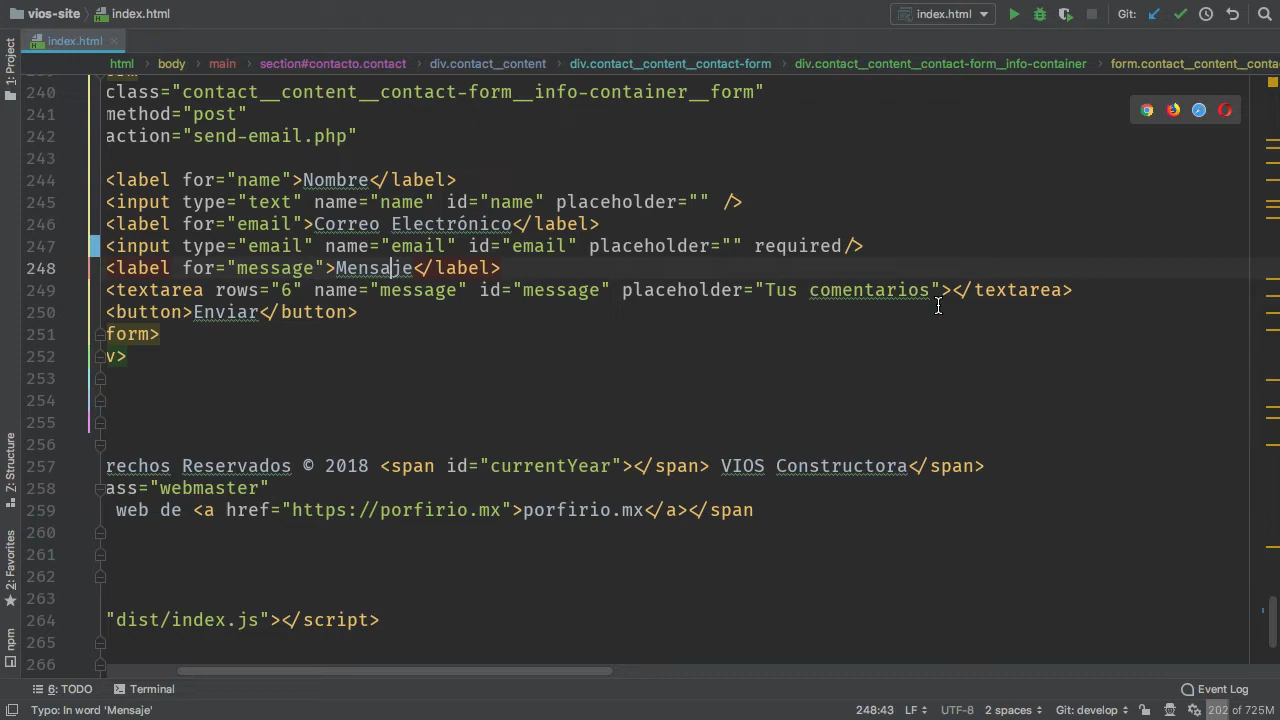 vios-site index.html
index.html Git:
index.html
html body main section#contacto.contact div.contact__content div.contact__content__contact-form div.contact__content__contact-form__info-container form.contact__content__conta
1: Project
240 class="contact__content__contact-form__info-container__form"
241 method="post"
242 action="send-email.php"
243
244 <label for="name">Nombre</label>
245 <input type="text" name="name" id="name" placeholder="" />
246 <label for="email">Correo Electrónico</label>
247 <input type="email" name="email" id="email" placeholder="" required/>
248 <label for="message">Mensaje</label>
249 <textarea rows="6" name="message" id="message" placeholder="Tus comentarios"></textarea>
250 <button>Enviar</button>
251 form>
252 v>
253
254
255
256
257 rechos Reservados © 2018 <span id="currentYear"></span> VIOS Constructora</span>
258 ass="webmaster"
259 web de <a href="https://porfirio.mx">porfirio.mx</a></span
260
261
262
263
264 "dist/index.js"></script>
265
266
Z: Structure
2: Favorites
npm
6: TODO Terminal Event Log
Typo: In word 'Mensaje' 248:43 LF UTF-8 2 spaces Git: develop 202 of 725M